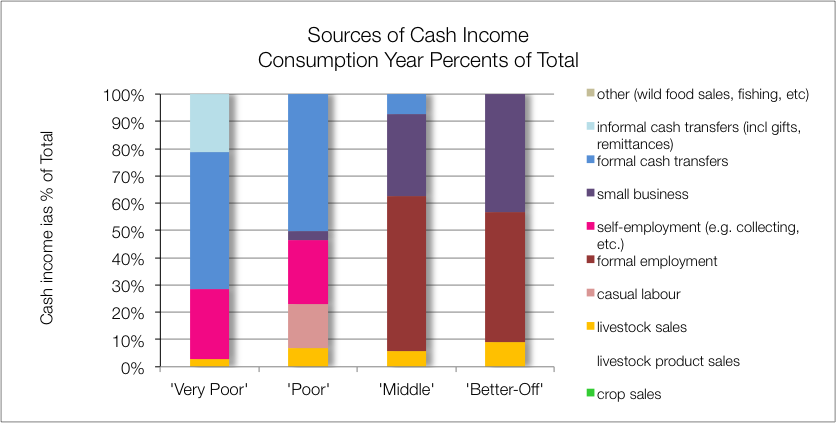 Sources of Cash Income
Consumption Year Percents of Total
Cash income ias % of Total
100%
90%
80%
70%
60%
50%
40%
30%
20%
10%
0%
'Very Poor'
'Poor'
'Middle'
'Better-Off'
other (wild food sales, fishing, etc)
informal cash transfers (incl gifts,
remittances)
formal cash transfers
small business
self-employment (e.g. collecting,
etc.)
formal employment
casual labour
livestock sales
livestock product sales
crop sales